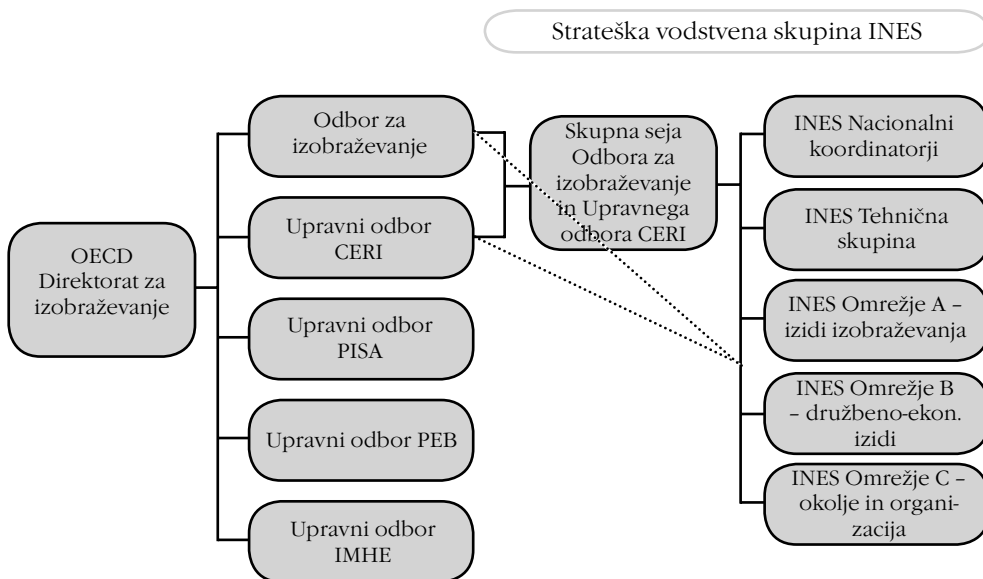 Strateška vodstvena skupina INES
OECD
Direktorat za
izobraževanje
Odbor za
izobraževanje
Upravni odbor
CERI
Upravni odbor
PISA
Upravni odbor PEB
Upravni odbor
IMHE
Skupna seja
Odbora za
izobraževanje
in Upravnega
odbora CERI
INES Nacionalni
koordinatorji
INES Tehnična
skupina
INES Omrežje A –
izidi izobraževanja
INES Omrežje B
– družbeno-ekon.
izidi
INES Omrežje C –
okolje in organi-
zacija